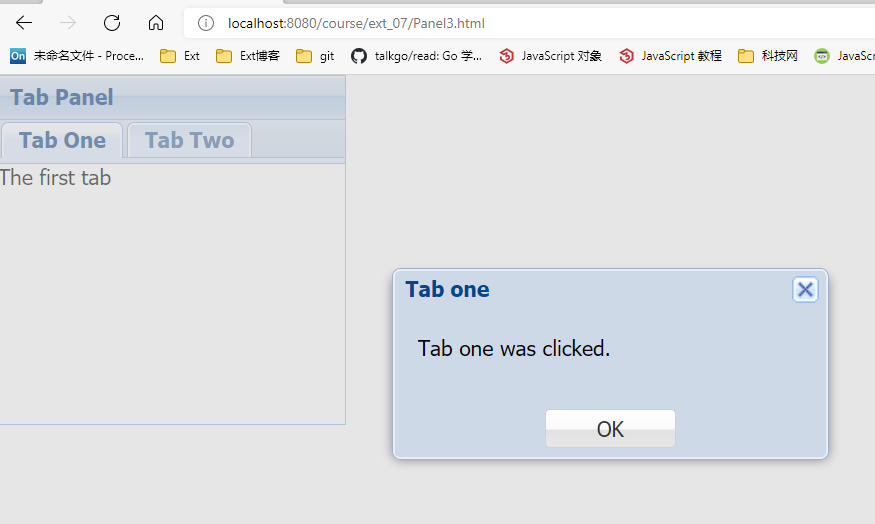 localhost:8080/course/ext_07/Panel3.html
On 未命名文件 - Proce... Ext Ext博客 git talkgo/read: Go 学... JavaScript 对象 JavaScript 教程 科技网 JavaSc
Tab Panel
Tab One Tab Two
The first tab
Tab one
Tab one was clicked.
OK